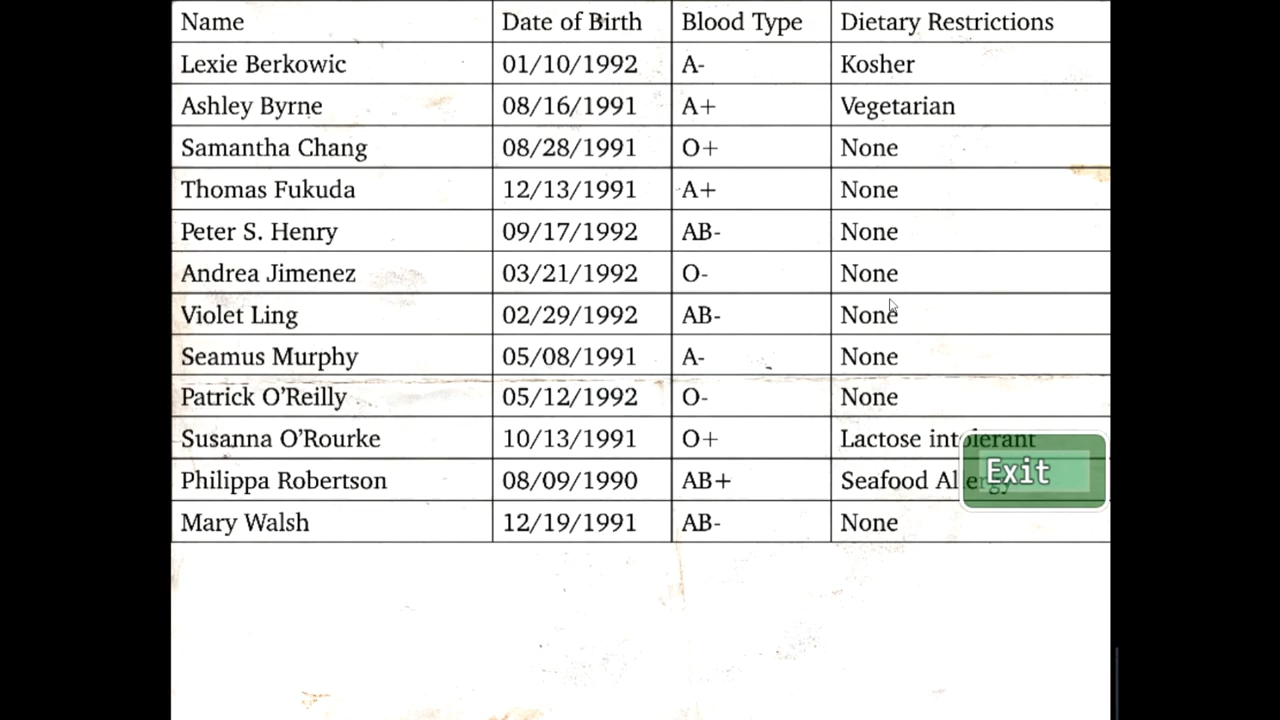 Name Date of Birth Blood Type Dietary Restrictions
Lexie Berkowic 01/10/1992 A- Kosher
Ashley Byrne 08/16/1991 A+ Vegetarian
Samantha Chang 08/28/1991 O+ None
Thomas Fukuda 12/13/1991 A+ None
Peter S. Henry 09/17/1992 AB- None
Andrea Jimenez 03/21/1992 O- None
Violet Ling 02/29/1992 AB- None
Seamus Murphy 05/08/1991 A- None
Patrick O'Reilly 05/12/1992 O- None
Susanna O'Rourke 10/13/1991 O+ Lactose intolerant
Philippa Robertson 08/09/1990 AB+ Seafood Allergy
Exit
Mary Walsh 12/19/1991 AB- None